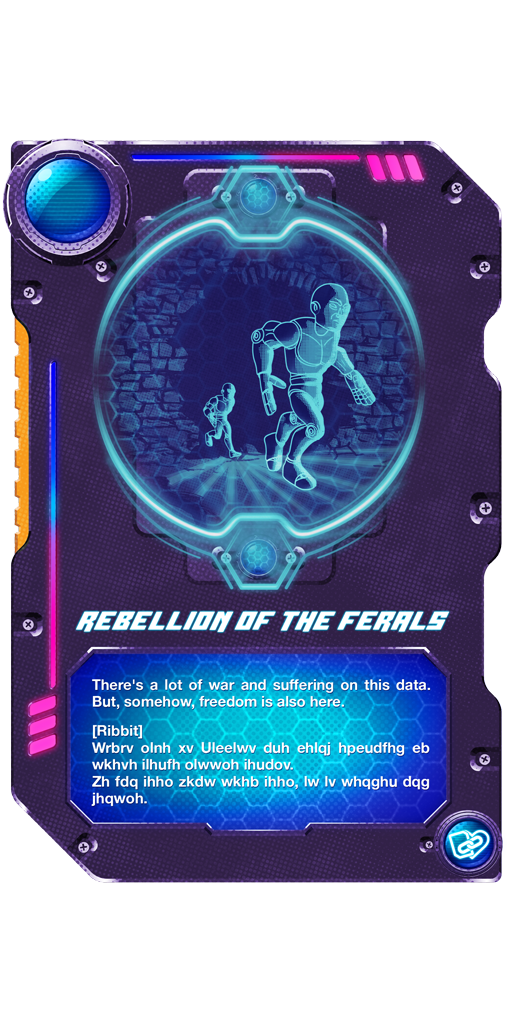 REBELLION OF THE FERALS
There's a lot of war and suffering on this data.
But, somehow, freedom is also here.
[Ribbit]
Wrbrv olnh xv Uleelwv duh ehlqj hpeudfhg eb
wkhvh ilhufh olwwoh ihudov.
Zh fdq ihho zkdw wkhb ihho, lw lv whqghu dqg
jhqwoh.